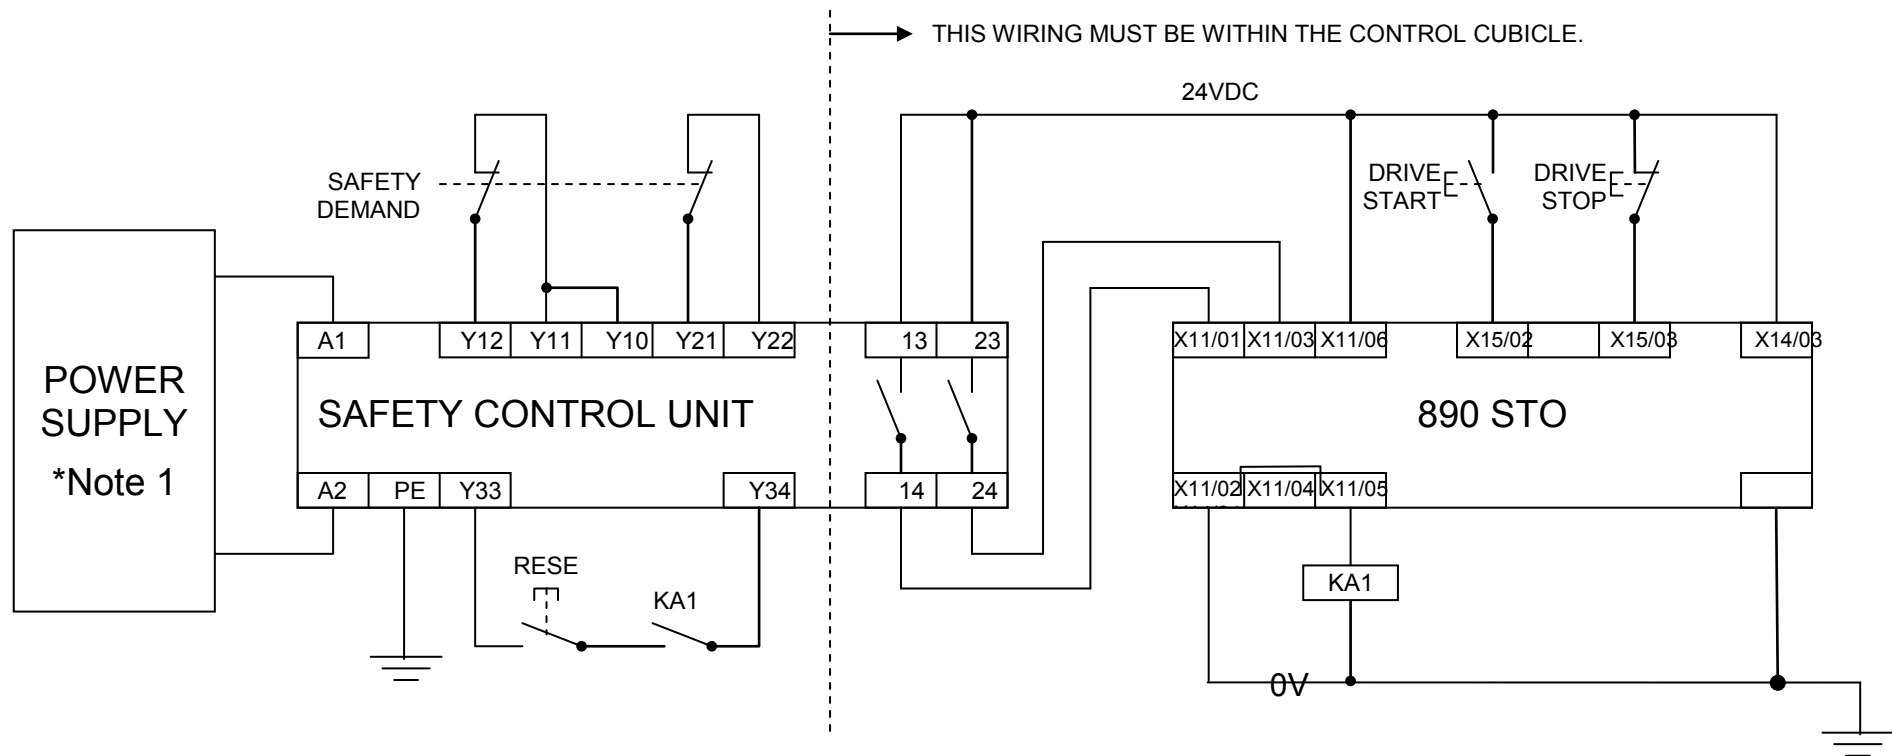 THIS WIRING MUST BE WITHIN THE CONTROL CUBICLE.
24VDC
SAFETY
DEMAND
DRIVE
START
DRIVE
STOP
A1
Y12
Y11
Y10
Y21
Y22
13
23
X11/01
X11/03
X11/06
X15/02
X15/03
X14/03
POWER
SUPPLY
*Note 1
SAFETY CONTROL UNIT
890 STO
A2
PE
Y33
Y34
14
24
X11/02
X11/04
X11/05
RESE
KA1
KA1
0V